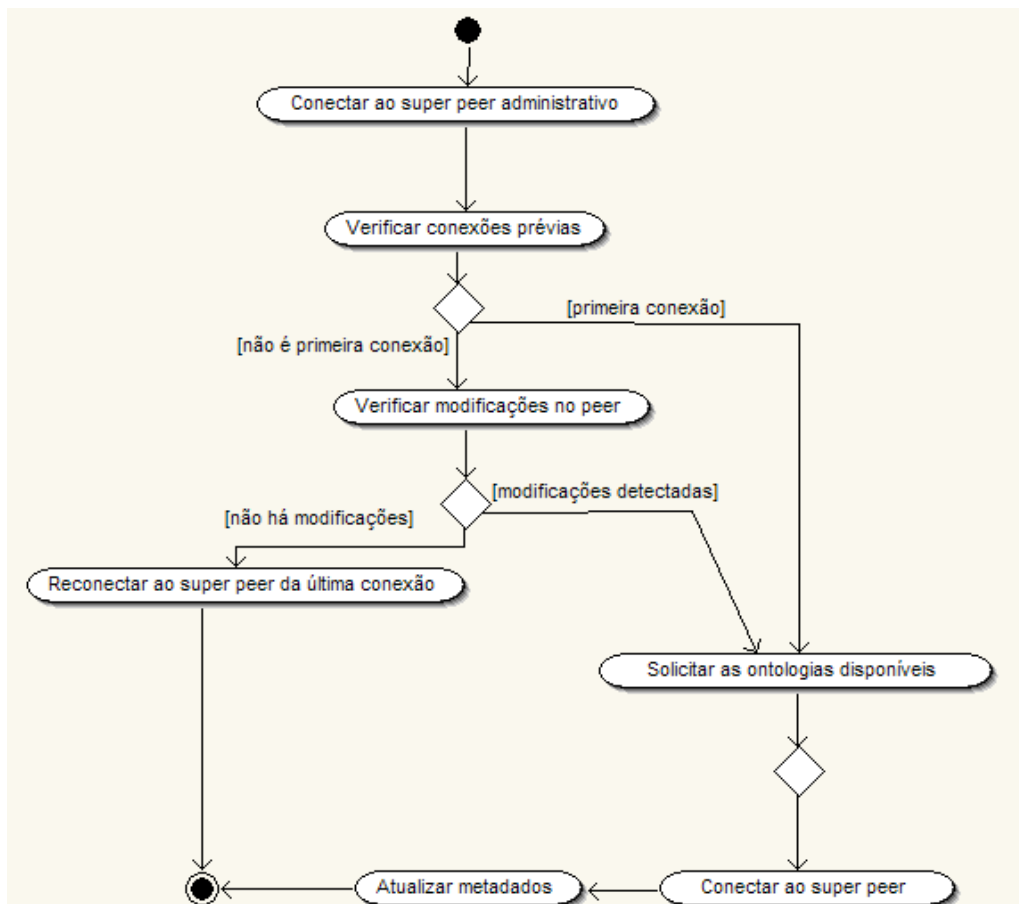 Conectar ao super peer administrativo
Verificar conexões prévias
[primeira conexão]
[não é primeira conexão]
Verificar modificações no peer
[modificações detectadas]
[não há modificações]
Reconectar ao super peer da última conexão
Solicitar as ontologias disponíveis
Atualizar metadados
Conectar ao super peer